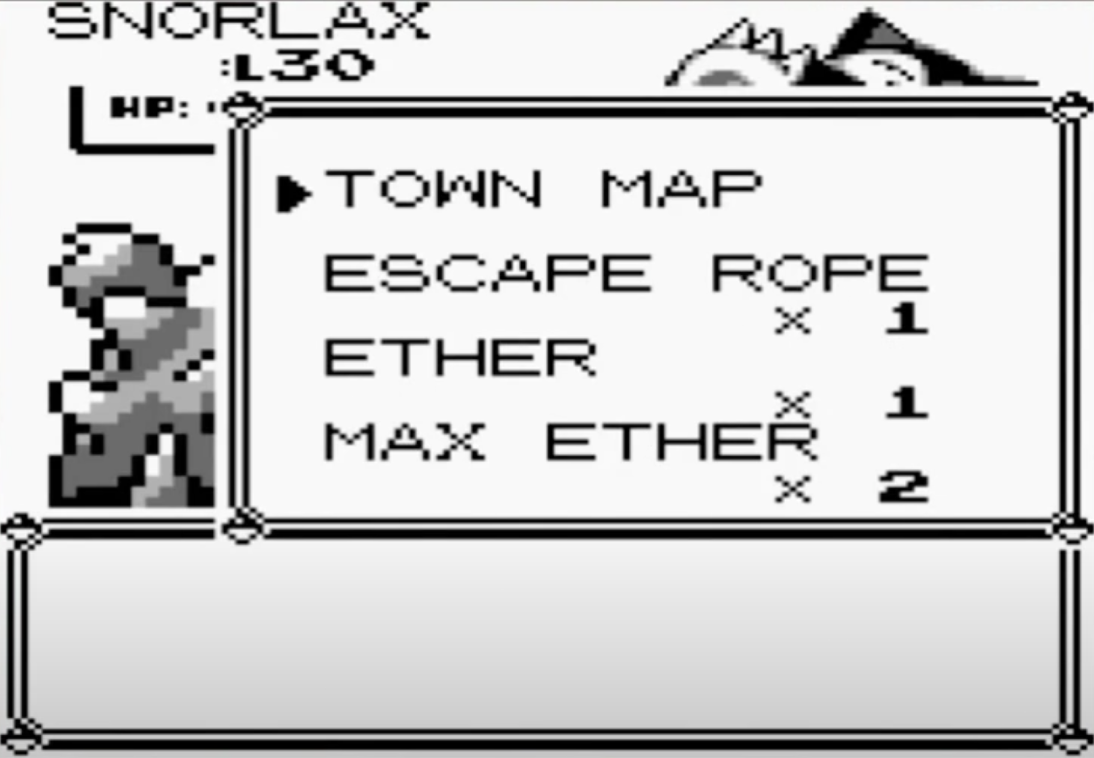 SNORLAX
:L30
HP:
▶TOWN MAP
ESCAPE ROPE
× 1
ETHER
× 1
MAX ETHER
× 2